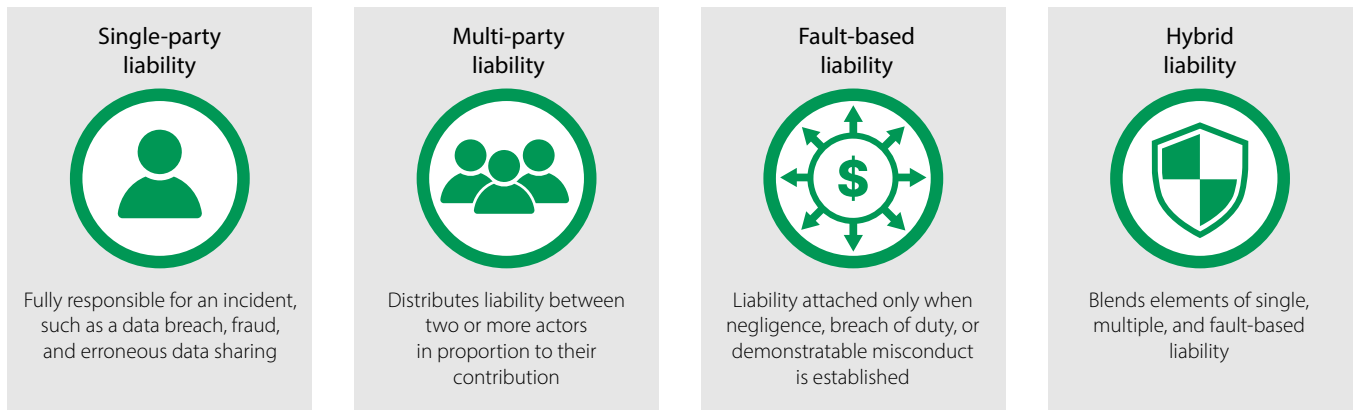 Single-party
liability
Fully responsible for an incident,
such as a data breach, fraud,
and erroneous data sharing
Multi-party
liability
Distributes liability between
two or more actors
in proportion to their
contribution
Fault-based
liability
$
Liability attached only when
negligence, breach of duty, or
demonstratable misconduct
is established
Hybrid
liability
Blends elements of single,
multiple, and fault-based
liability